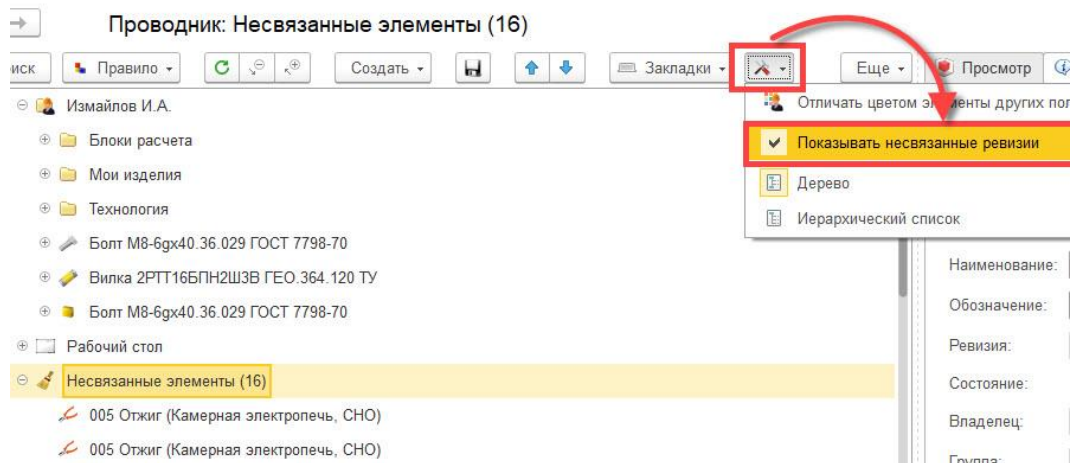 Проводник: Несвязанные элементы (16)
иск Правило Создать Закладки Еще Просмотр
Измайлов И.А.
Отличать цветом элементы других пол
Блоки расчета
Показывать несвязанные ревизии
Мои изделия
Дерево
Технология
Иерархический список
Болт М8-6gx40.36.029 ГОСТ 7798-70
Вилка 2РТТ16БПН2Ш3В ГЕО.364.120 ТУ
Наименование:
Болт М8-6gx40.36.029 ГОСТ 7798-70
Обозначение:
Рабочий стол
Ревизия:
Несвязанные элементы (16)
Состояние:
005 Отжиг (Камерная электропечь, СНО)
Владелец:
005 Отжиг (Камерная электропечь, СНО)
Группа: